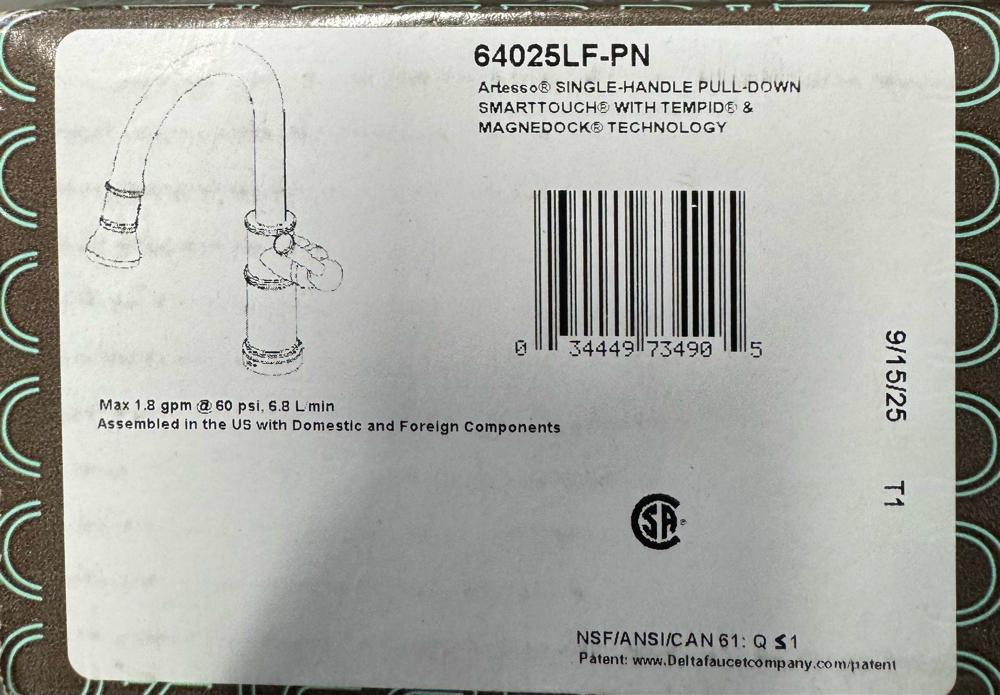 64025LF-PN
Artesso® SINGLE-HANDLE PULL-DOWN
SMARTTOUCH® WITH TEMPID® &
MAGNEDOCK® TECHNOLOGY
0 34449 73490 5
Max 1.8 gpm @ 60 psi, 6.8 L/min
Assembled in the US with Domestic and Foreign Components
9/15/25 T1
SA®
NSF/ANSI/CAN 61: Q ≤ 1
Patent: www.Deltafaucetcompany.com/patent